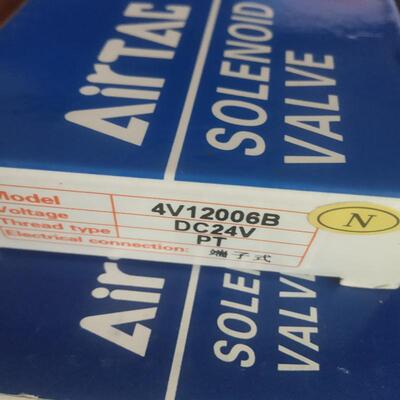 AirTAC
SOLENOID
VALVE
Model 4V12006B
Voltage DC24V
Thread type PT
Electrical connection: 端子式
N
AirTAC
SOLENOID
VALVE